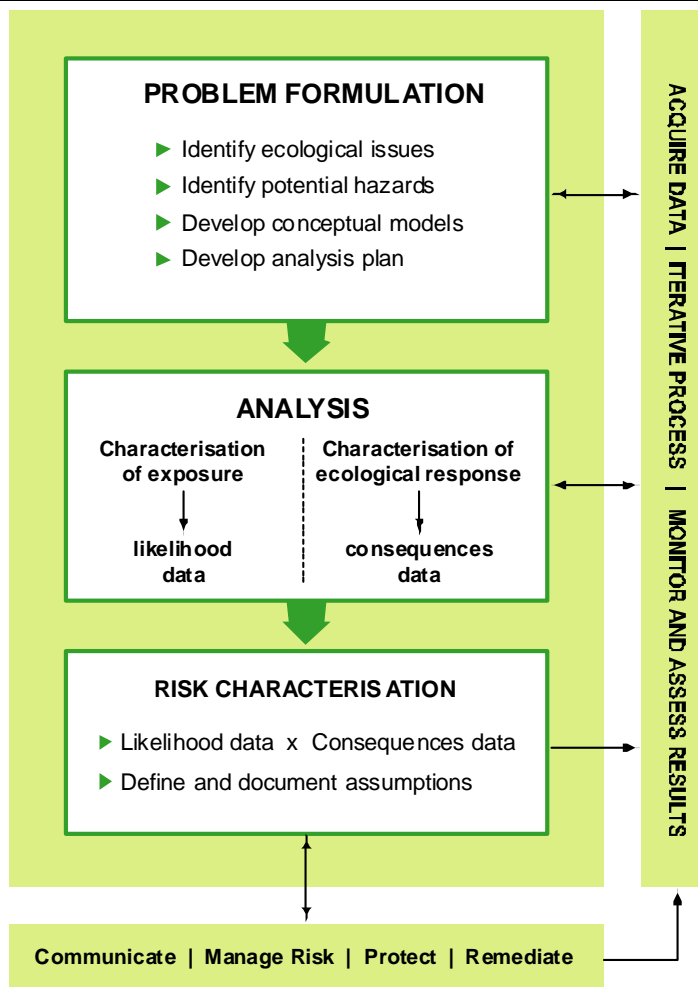 PROBLEM FORMULATION
Identify ecological issues
Identify potential hazards
Develop conceptual models
Develop analysis plan
ANALYSIS
Characterisation
of exposure
likelihood
data
Characterisation of
ecological response
consequences
data
RISK CHARACTERISATION
Likelihood data x Consequences data
Define and document assumptions
Communicate | Manage Risk | Protect | Remediate
ACQUIRE DATA | ITERATIVE PROCESS | MONITOR AND ASSESS RESULTS